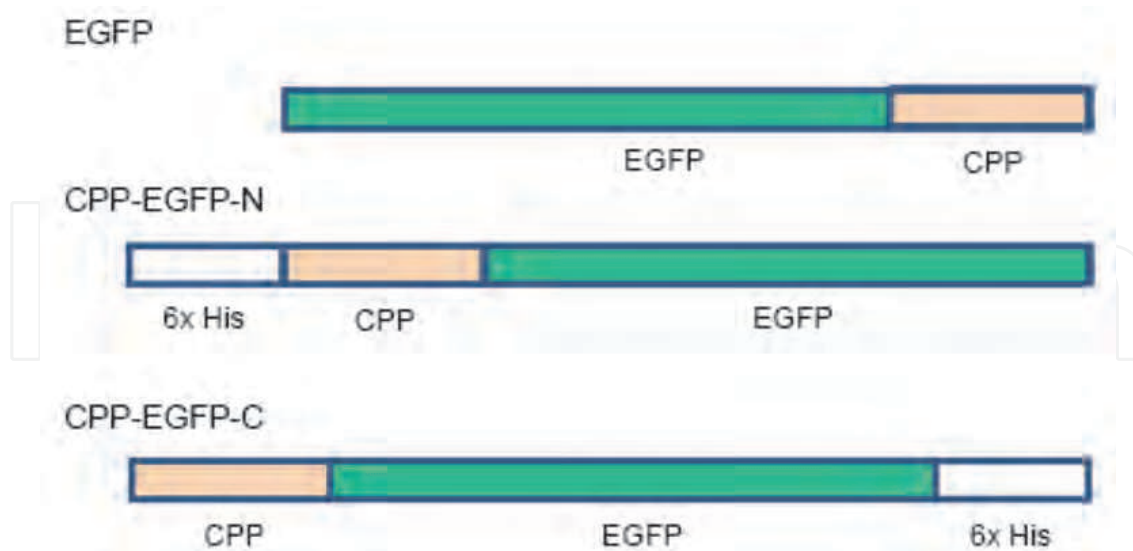 EGFP
EGFP CPP
CPP-EGFP-N
6x His CPP EGFP
CPP-EGFP-C
CPP EGFP 6x His